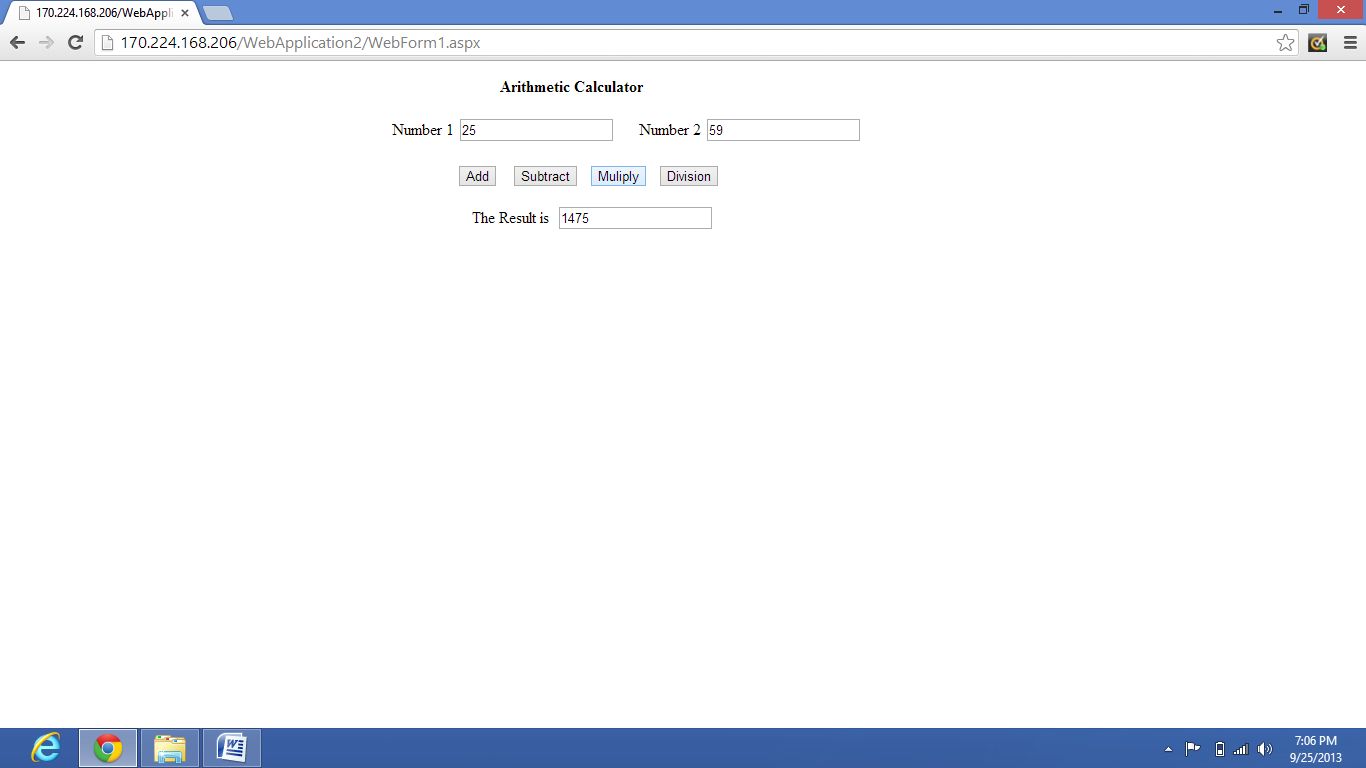 170.224.168.206/WebAppli
170.224.168.206/WebApplication2/WebForm1.aspx
Arithmetic Calculator
Number 1 25 Number 2 59
Add Subtract Muliply Division
The Result is 1475
7:06 PM
9/25/2013